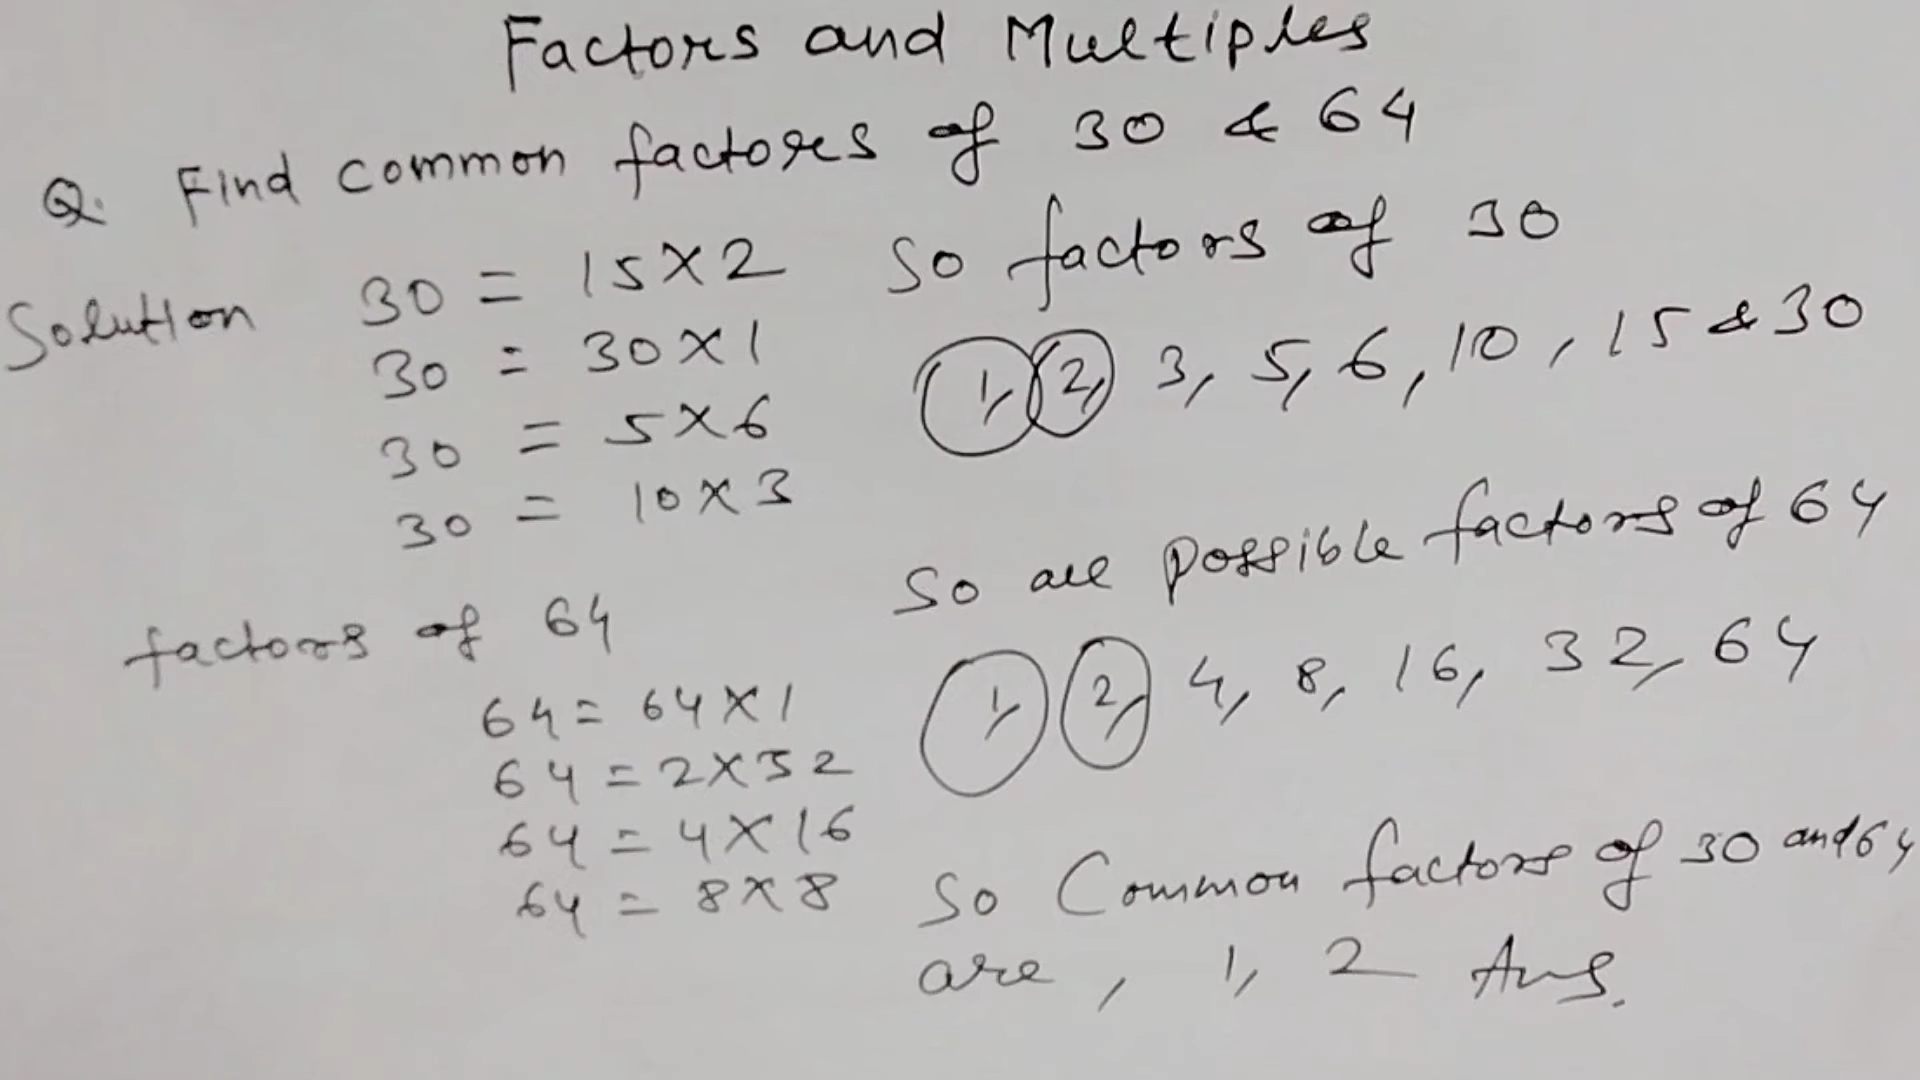 Factors and Multiples
Q. Find common factores of 30 & 64
Solution 30 = 15×2
30 = 30×1
30 = 5×6
30 = 10×3
factors of 64
64 = 64×1
64 = 2×32
64 = 4×16
64 = 8×8
So factors of 30
1, 2, 3, 5, 6, 10, 15 & 30
So all possible factors of 64
1, 2, 4, 8, 16, 32, 64
So Common factors of 30 and 64
are, 1, 2 Ans.